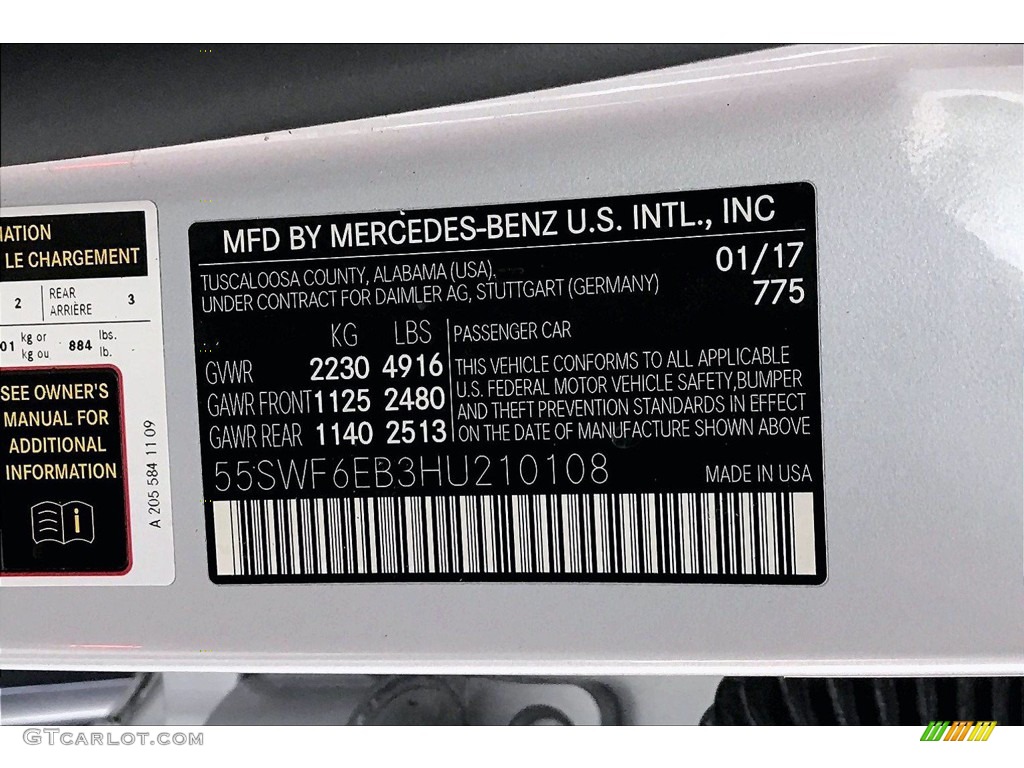 MATION
LE CHARGEMENT
2 REAR ARRIÈRE 3
01 kg or kg ou 884 lbs. lb.
SEE OWNER'S
MANUAL FOR
ADDITIONAL
INFORMATION
i
A 205 584 11 09
MFD BY MERCEDES-BENZ U.S. INTL., INC
TUSCALOOSA COUNTY, ALABAMA (USA),
01/17
UNDER CONTRACT FOR DAIMLER AG, STUTTGART (GERMANY)
775
KG LBS
GVWR 2230 4916
GAWR FRONT 1125 2480
GAWR REAR 1140 2513
PASSENGER CAR
THIS VEHICLE CONFORMS TO ALL APPLICABLE
U.S. FEDERAL MOTOR VEHICLE SAFETY,BUMPER
AND THEFT PREVENTION STANDARDS IN EFFECT
ON THE DATE OF MANUFACTURE SHOWN ABOVE
55SWF6EB3HU210108
MADE IN USA
GTCARLOT.COM